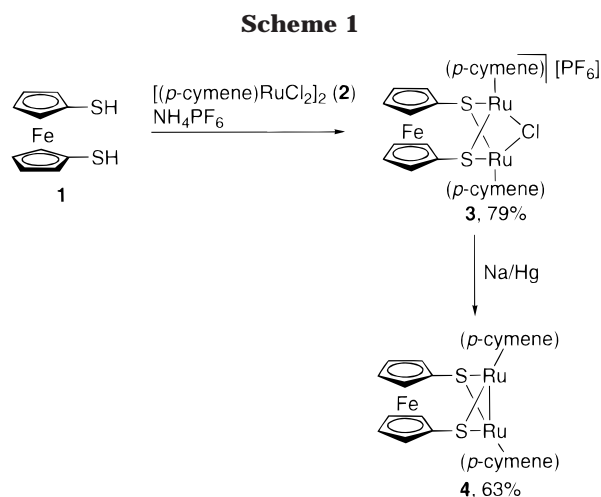 Scheme 1
(p-cymene) [PF6]
[(p-cymene)RuCl2]2 (2)
NH4PF6
SH
Fe
SH
1
S Ru
Fe Cl
S Ru
(p-cymene)
3, 79%
Na/Hg
(p-cymene)
S Ru
Fe
S Ru
(p-cymene)
4, 63%